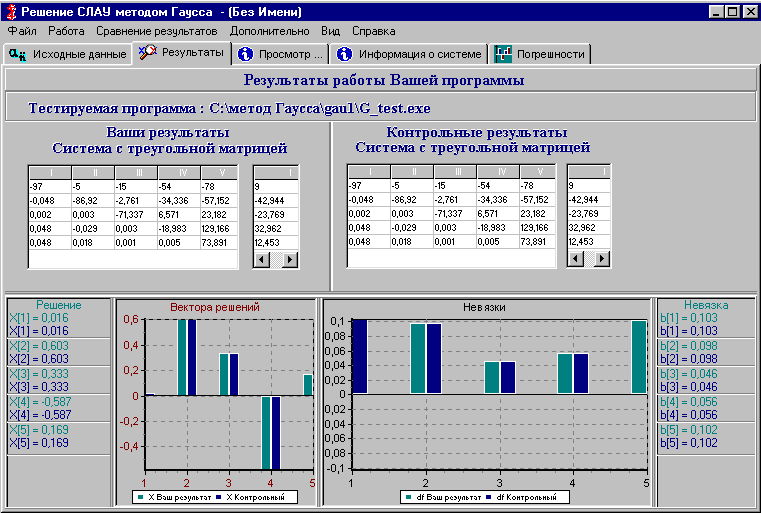 Решение СЛАУ методом Гаусса - (Без Имени)
Файл Работа Сравнение результатов Дополнительно Вид Справка
Исходные данные Результаты Просмотр ... Информация о системе Погрешности
Результаты работы Вашей программы
Тестируемая программа : C:\метод Гаусса\gau1\G_test.exe
Ваши результаты
Система с треугольной матрицей
I II III IV V I
-97 -5 -15 -54 -78 9
-0,048 -86,92 -2,761 -34,336 -57,152 -42,944
0,002 0,003 -71,337 6,571 23,182 -23,769
0,048 -0,029 0,003 -18,983 129,166 32,962
0,048 0,018 0,001 0,005 73,891 12,453
Контрольные результаты
Система с треугольной матрицей
I II III IV V I
-97 -5 -15 -54 -78 9
-0,048 -86,92 -2,761 -34,336 -57,152 -42,944
0,002 0,003 -71,337 6,571 23,182 -23,769
0,048 -0,029 0,003 -18,983 129,166 32,962
0,048 0,018 0,001 0,005 73,891 12,453
Решение
X[1] = 0,016
X[1] = 0,016
X[2] = 0,603
X[2] = 0,603
X[3] = 0,333
X[3] = 0,333
X[4] = -0,587
X[4] = -0,587
X[5] = 0,169
X[5] = 0,169
Вектора решений
0,6
0,4
0,2
0
-0,2
-0,4
1 2 3 4 5
X Ваш результат X Контрольный
Невязки
0,1
0,08
0,06
0,04
0,02
0
0,02
0,04
0,06
0,08
-0,1
1 2 3 4 5
df Ваш результат df Контрольный
Невязка
b[1] = 0,103
b[1] = 0,103
b[2] = 0,098
b[2] = 0,098
b[3] = 0,046
b[3] = 0,046
b[4] = 0,056
b[4] = 0,056
b[5] = 0,102
b[5] = 0,102